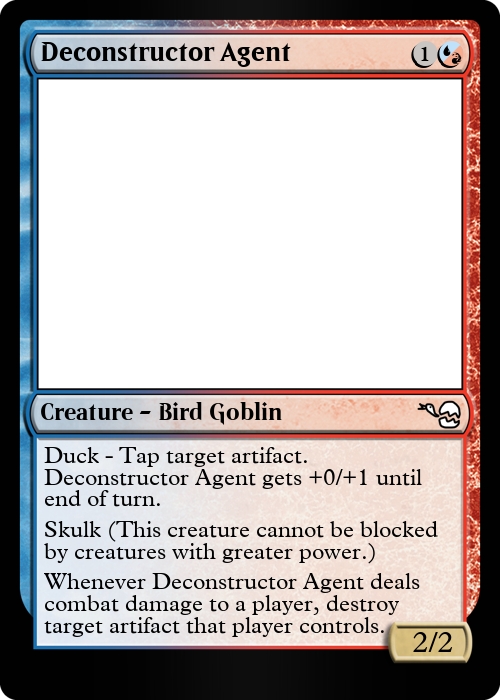 Deconstructor Agent 1
Creature – Bird Goblin
Duck - Tap target artifact.
Deconstructor Agent gets +0/+1 until
end of turn.
Skulk (This creature cannot be blocked
by creatures with greater power.)
Whenever Deconstructor Agent deals
combat damage to a player, destroy
target artifact that player controls.
2/2